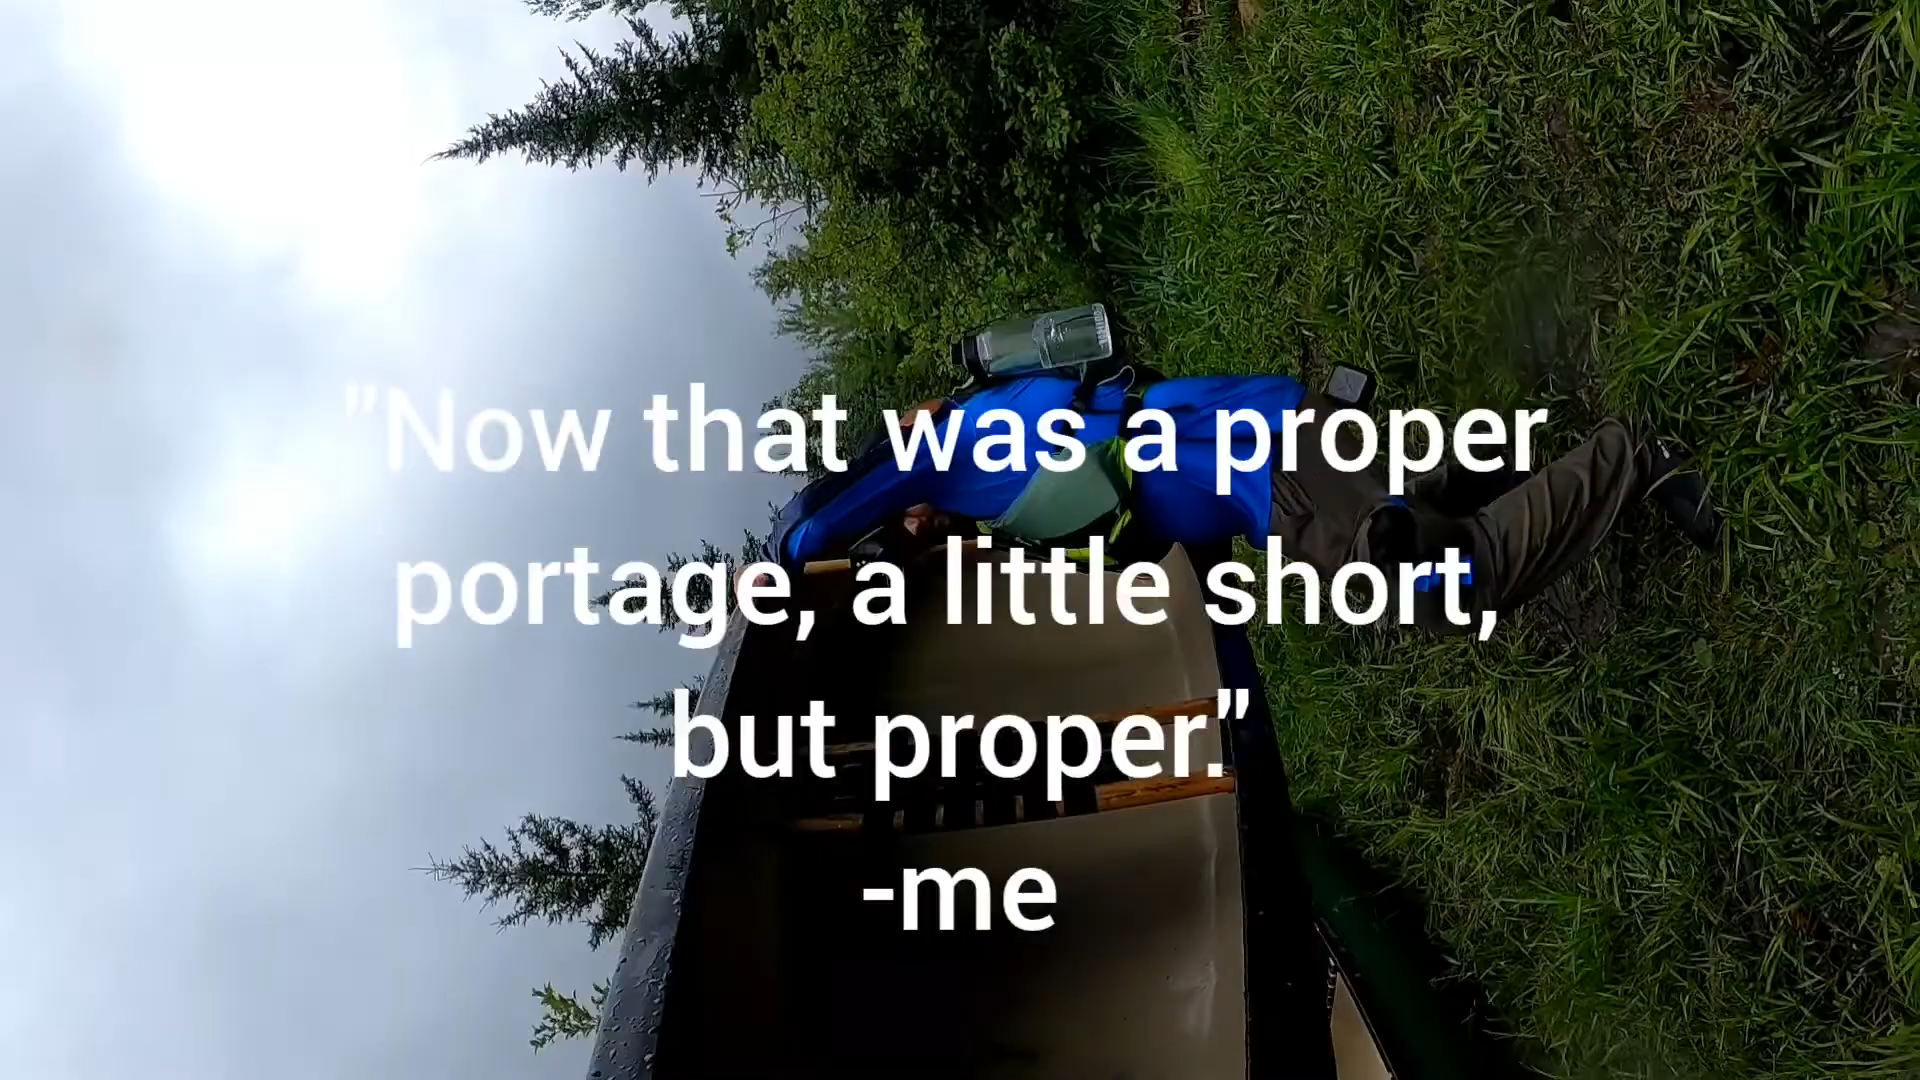 "Now that was a proper
portage, a little short,
but proper."
-me